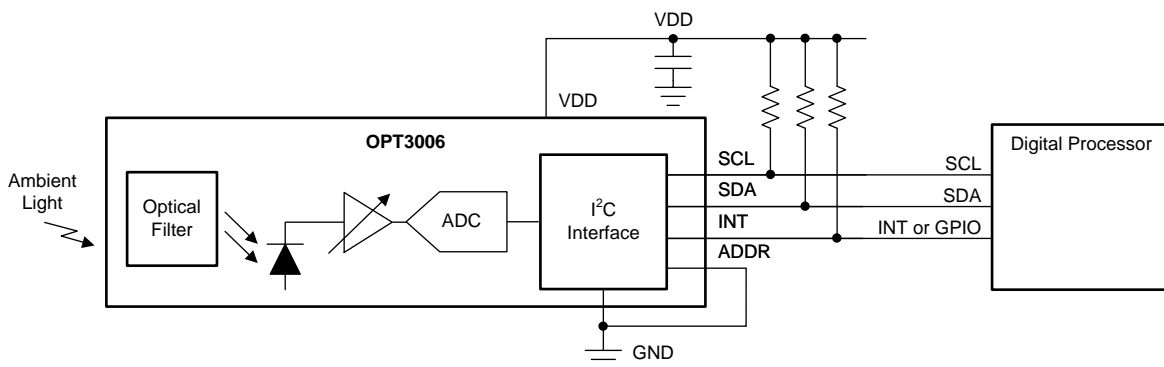 VDD
VDD
OPT3006
Ambient
Light
Optical
Filter
ADC
I²C
Interface
SCL
SDA
INT
ADDR
GND
Digital Processor
SCL
SDA
INT or GPIO